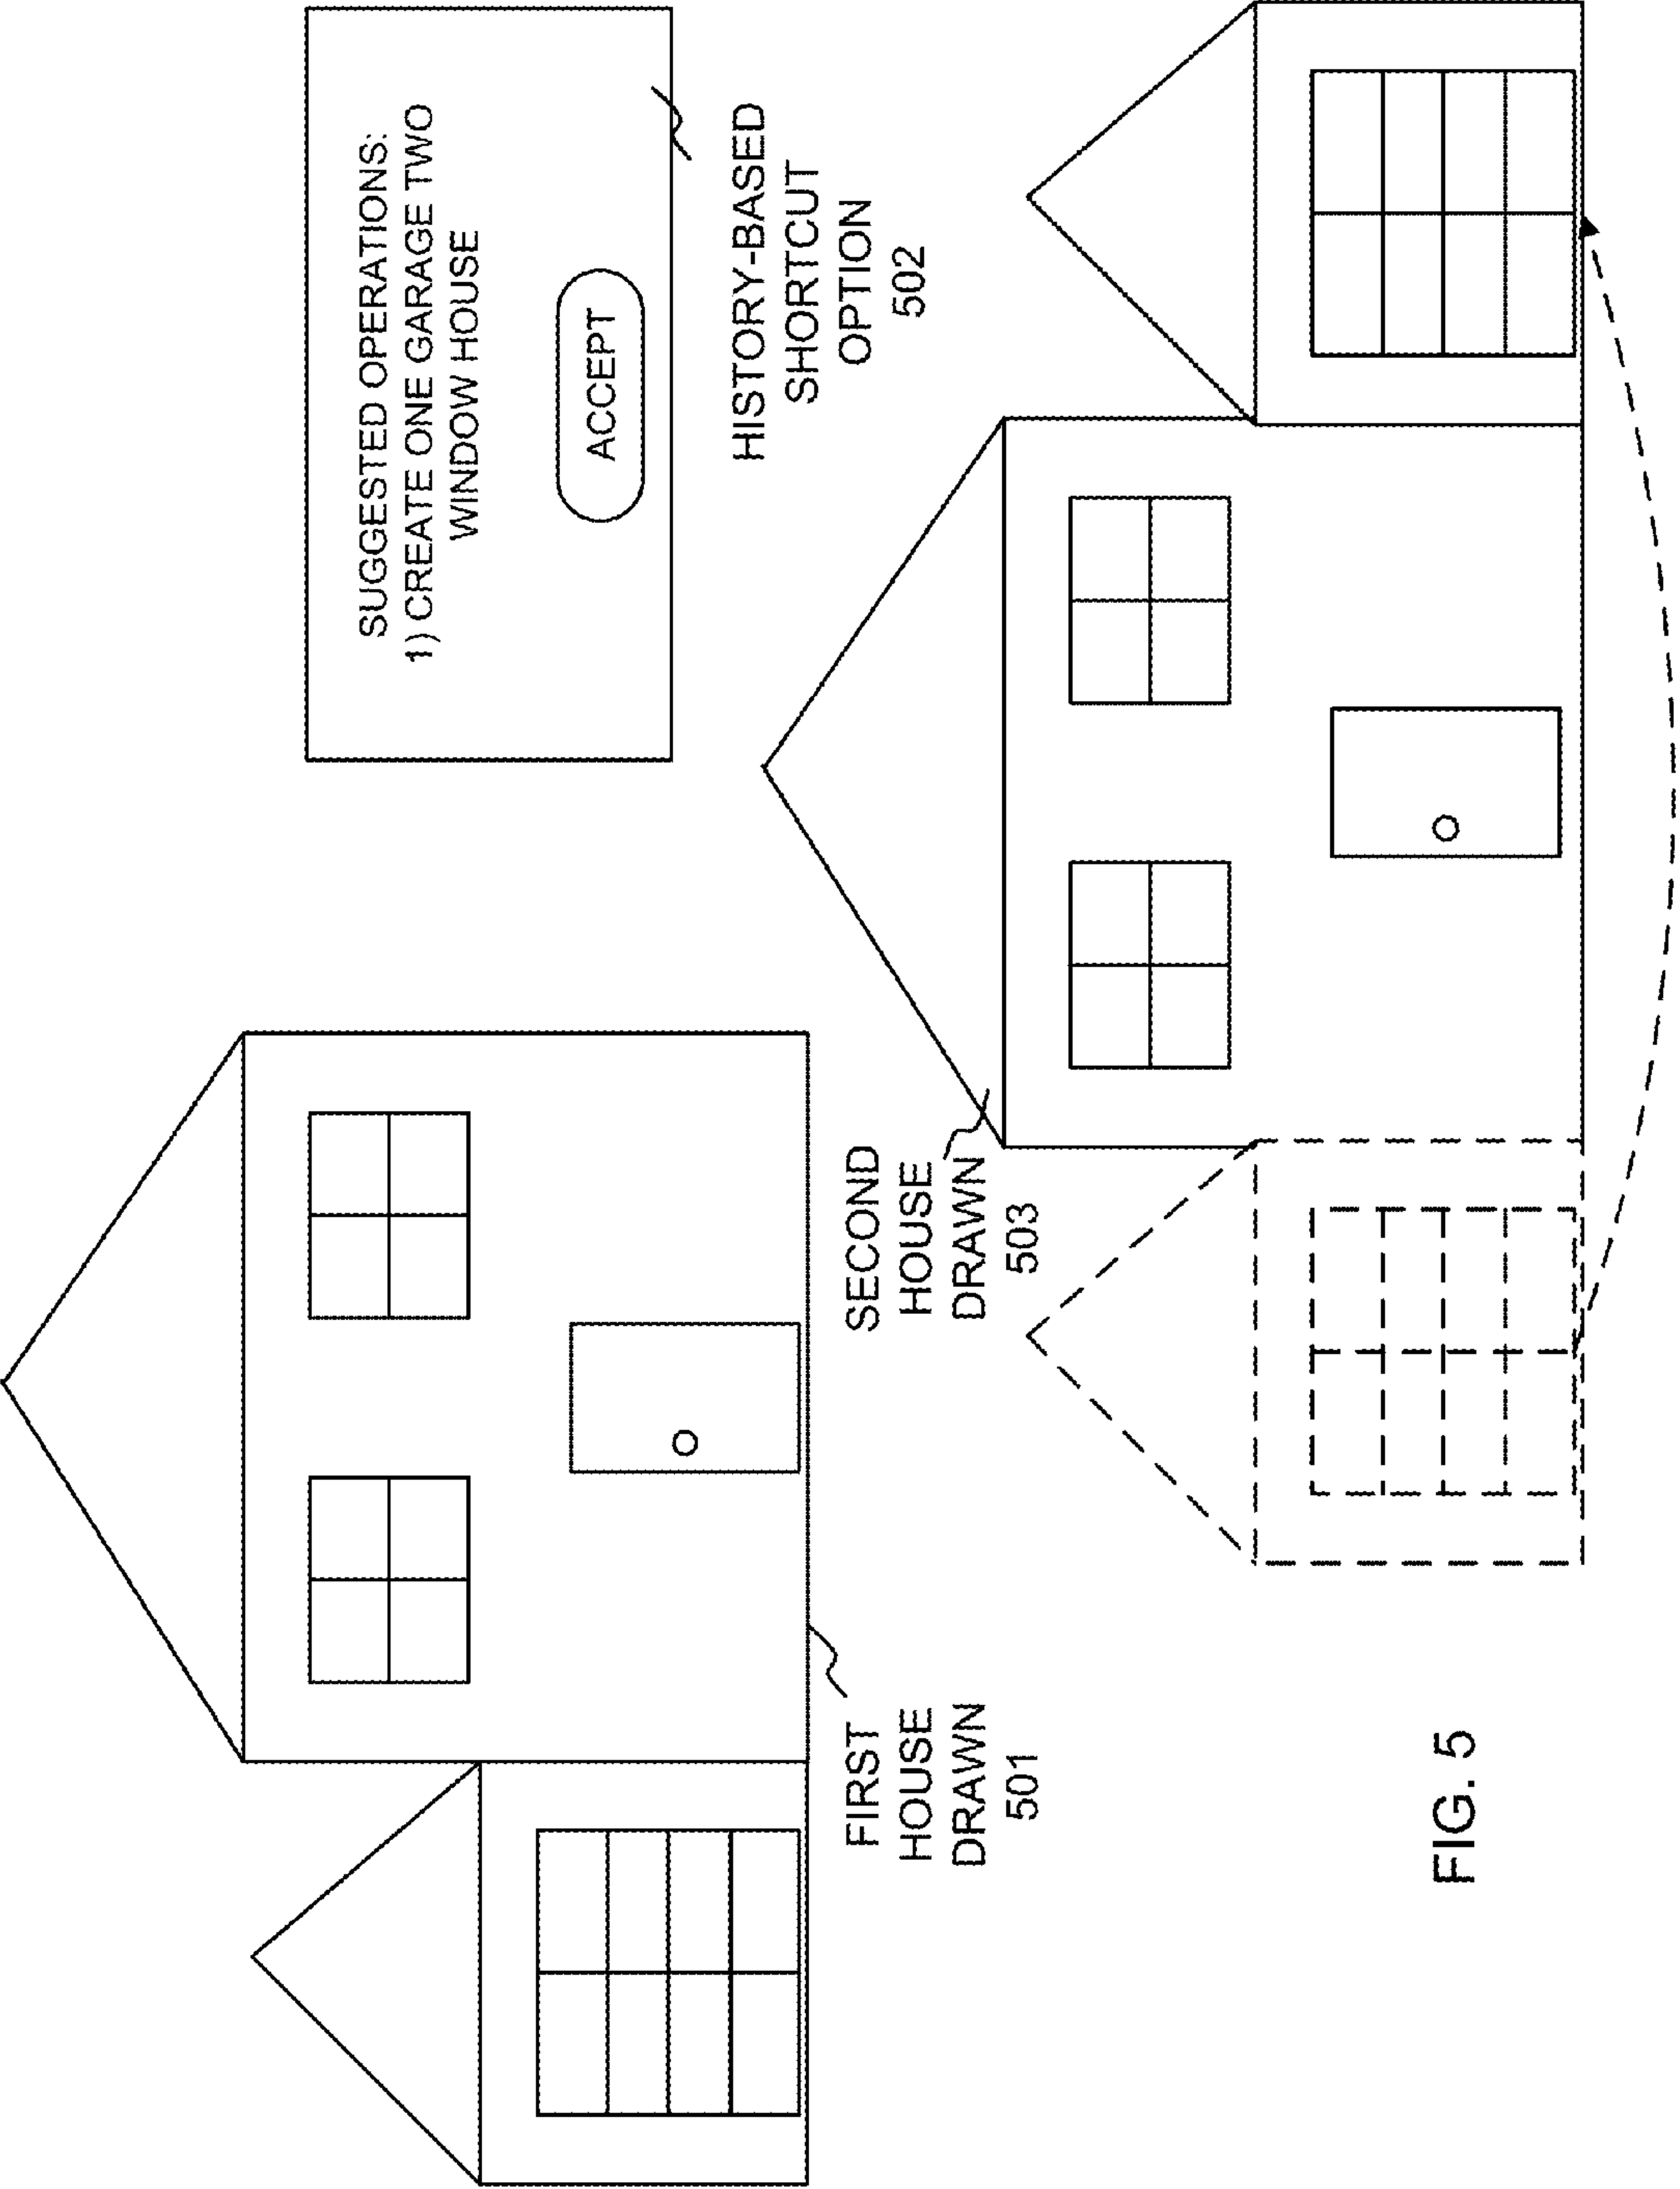 SUGGESTED OPERATIONS:
1) CREATE ONE GARAGE TWO
WINDOW HOUSE
ACCEPT
HISTORY-BASED
SHORTCUT
OPTION
502
FIRST
HOUSE
DRAWN
501
SECOND
HOUSE
DRAWN
503
FIG. 5